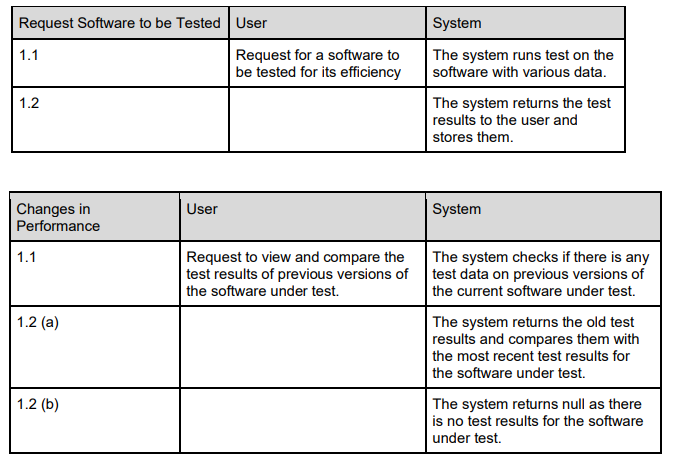 Request Software to be Tested User System
1.1 Request for a software to The system runs test on the
be tested for its efficiency software with various data.
1.2 The system returns the test
results to the user and
stores them.
Changes in User System
Performance
1.1 Request to view and compare the The system checks if there is any
test results of previous versions of test data on previous versions of
the software under test. the current software under test.
1.2 (a) The system returns the old test
results and compares them with
the most recent test results for
the software under test.
1.2 (b) The system returns null as there
is no test results for the software
under test.